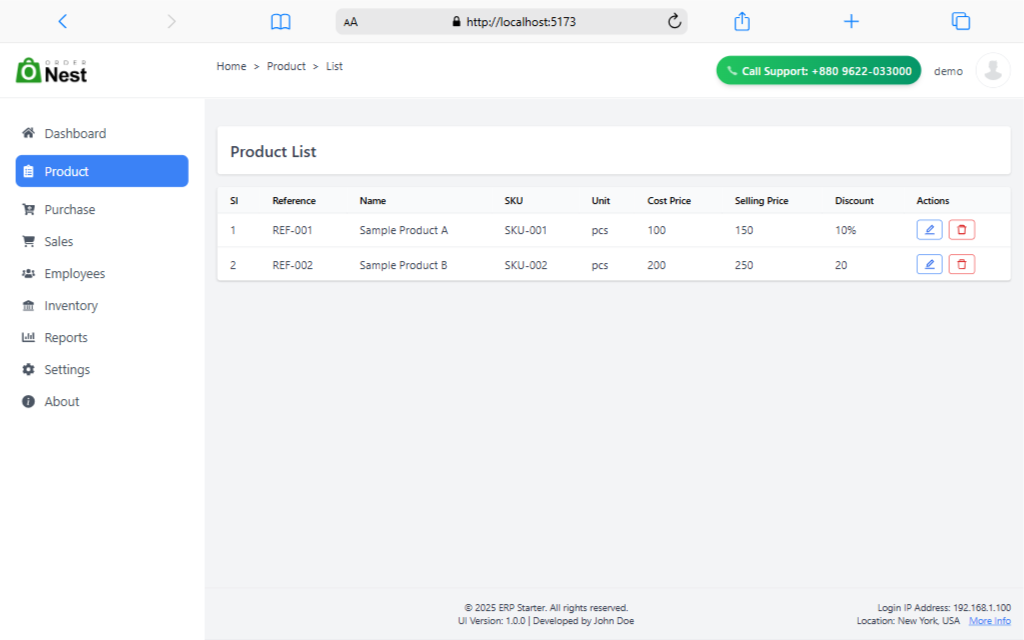 AA http://localhost:5173
ORDER
Nest
Home > Product > List
Call Support: +880 9622-033000
demo
Dashboard
Product
Purchase
Sales
Employees
Inventory
Reports
Settings
About
Product List
Sl Reference Name SKU Unit Cost Price Selling Price Discount Actions
1 REF-001 Sample Product A SKU-001 pcs 100 150 10%
2 REF-002 Sample Product B SKU-002 pcs 200 250 20
© 2025 ERP Starter. All rights reserved.
UI Version: 1.0.0 | Developed by John Doe
Login IP Address: 192.168.1.100
Location: New York, USA More Info